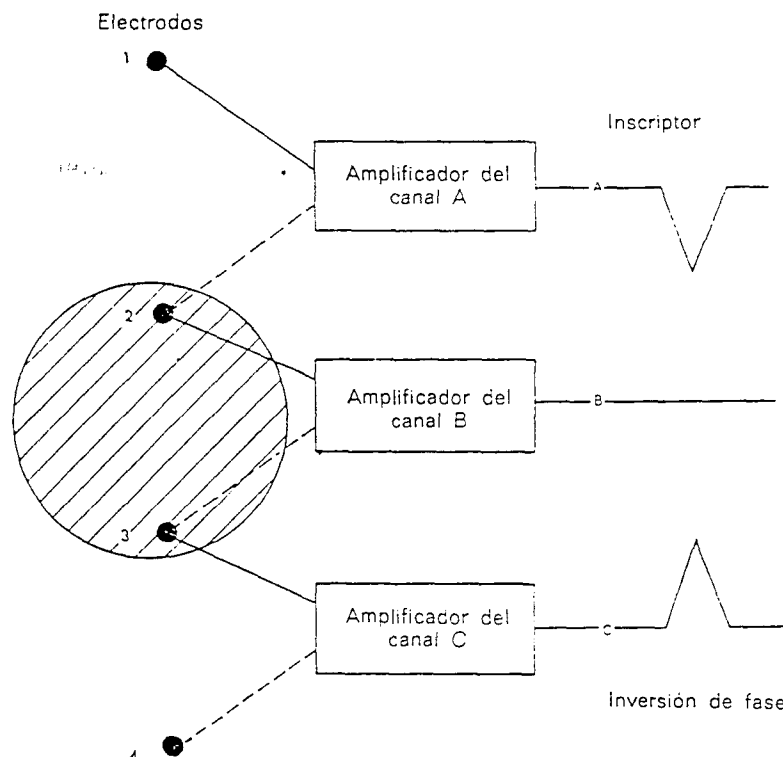 Electrodos
1
Inscriptor
Amplificador del
canal A
A
2
Amplificador del
canal B
B
3
Amplificador del
canal C
C
Inversión de fase
4